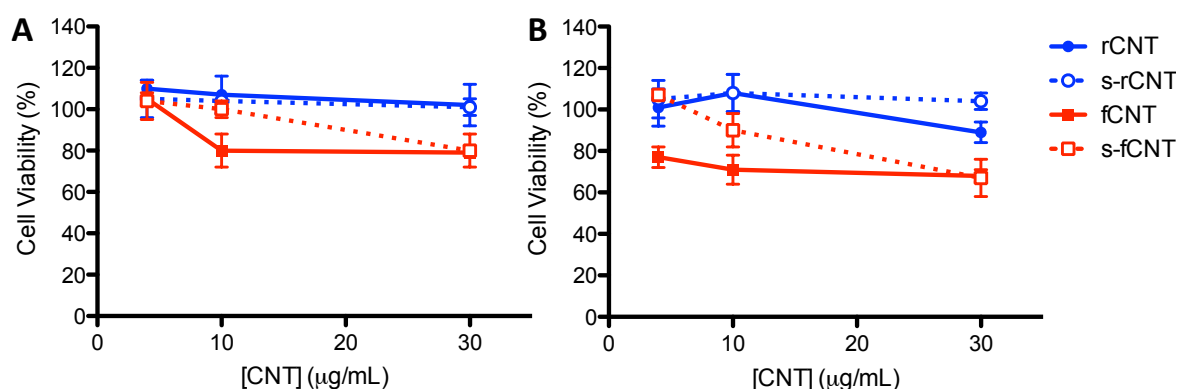 A
140
120
100
80
60
40
20
0
Cell Viability (%)
0 10 20 30
[CNT] (μg/mL)
B
140
120
100
80
60
40
20
0
Cell Viability (%)
0 10 20 30
[CNT] (μg/mL)
rCNT
s-rCNT
fCNT
s-fCNT